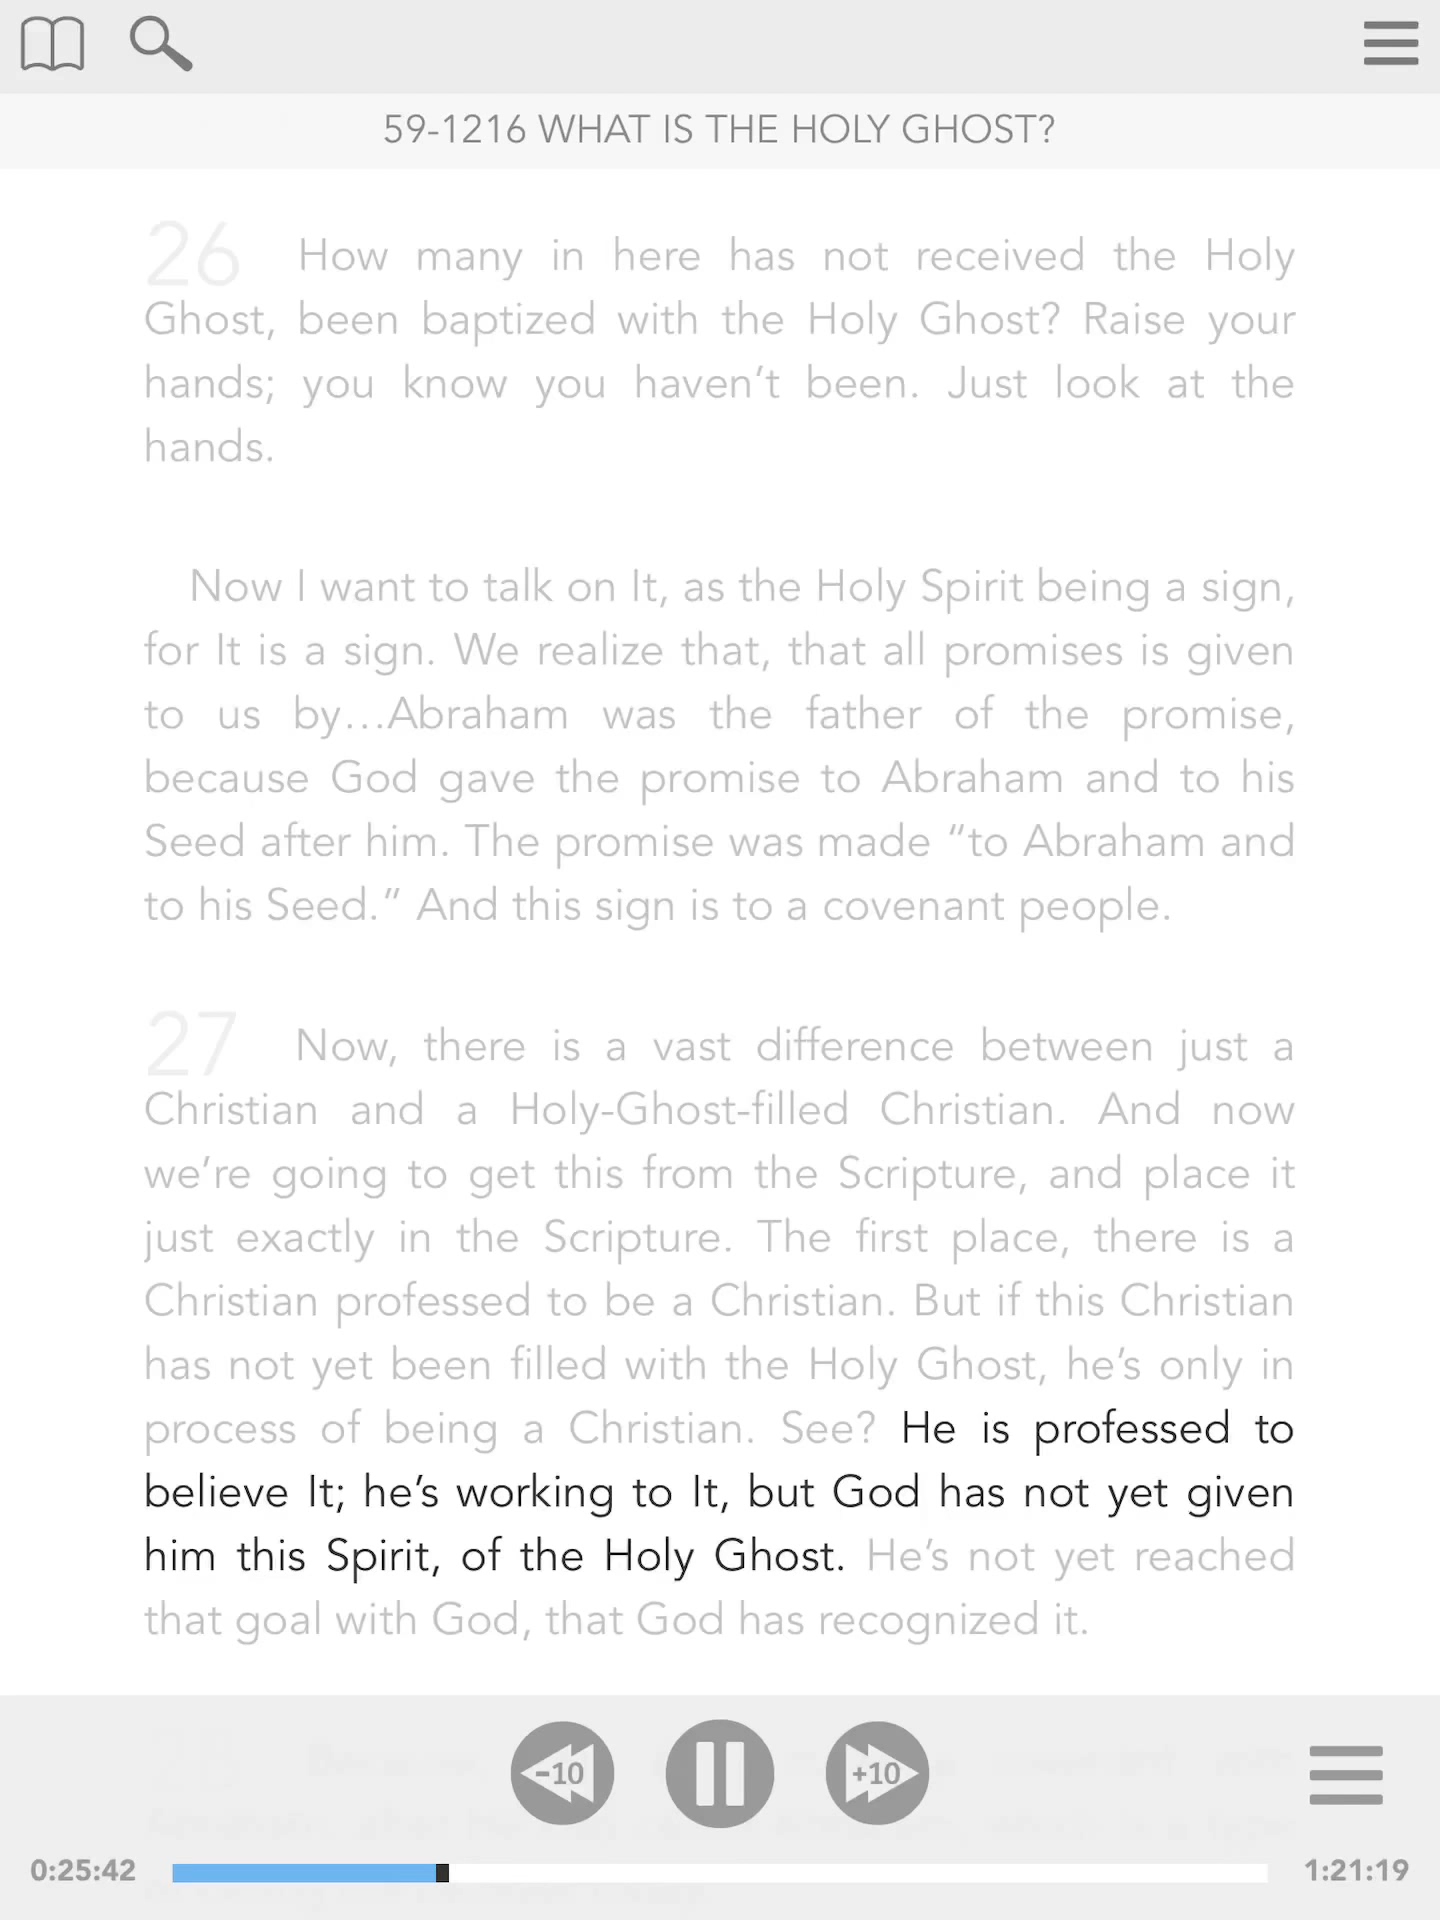 59-1216 WHAT IS THE HOLY GHOST?
26 How many in here has not received the Holy
Ghost, been baptized with the Holy Ghost? Raise your
hands; you know you haven’t been. Just look at the
hands.
Now I want to talk on It, as the Holy Spirit being a sign,
for It is a sign. We realize that, that all promises is given
to us by…Abraham was the father of the promise,
because God gave the promise to Abraham and to his
Seed after him. The promise was made “to Abraham and
to his Seed.” And this sign is to a covenant people.
27 Now, there is a vast difference between just a
Christian and a Holy-Ghost-filled Christian. And now
we’re going to get this from the Scripture, and place it
just exactly in the Scripture. The first place, there is a
Christian professed to be a Christian. But if this Christian
has not yet been filled with the Holy Ghost, he’s only in
process of being a Christian. See? He is professed to
believe It; he’s working to It, but God has not yet given
him this Spirit, of the Holy Ghost. He’s not yet reached
that goal with God, that God has recognized it.
-10 +10
0:25:42 1:21:19